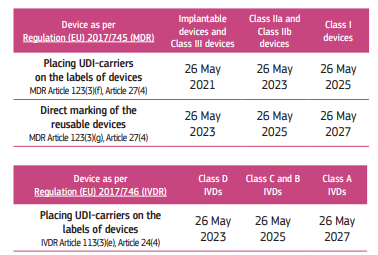 Device as per
Regulation (EU) 2017/745 (MDR)
Implantable
devices and
Class III devices
Class IIa and
Class IIb
devices
Class I
devices
Placing UDI-carriers
on the labels of devices
MDR Article 123(3)(f), Article 27(4)
26 May
2021
26 May
2023
26 May
2025
Direct marking of the
reusable devices
MDR Article 123(3)(g), Article 27(4)
26 May
2023
26 May
2025
26 May
2027
Device as per
Regulation (EU) 2017/746 (IVDR)
Class D
IVDs
Class C and B
IVDs
Class A
IVDs
Placing UDI-carriers on the
labels of devices
IVDR Article 113(3)(e), Article 24(4)
26 May
2023
26 May
2025
26 May
2027